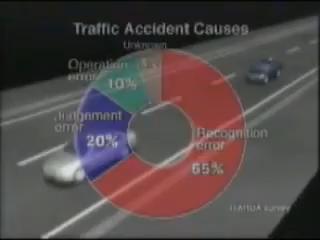 Traffic Accident Causes
Unknown
Operation
error
10%
Judgement
error
20%
Recognition
error
65%
survey